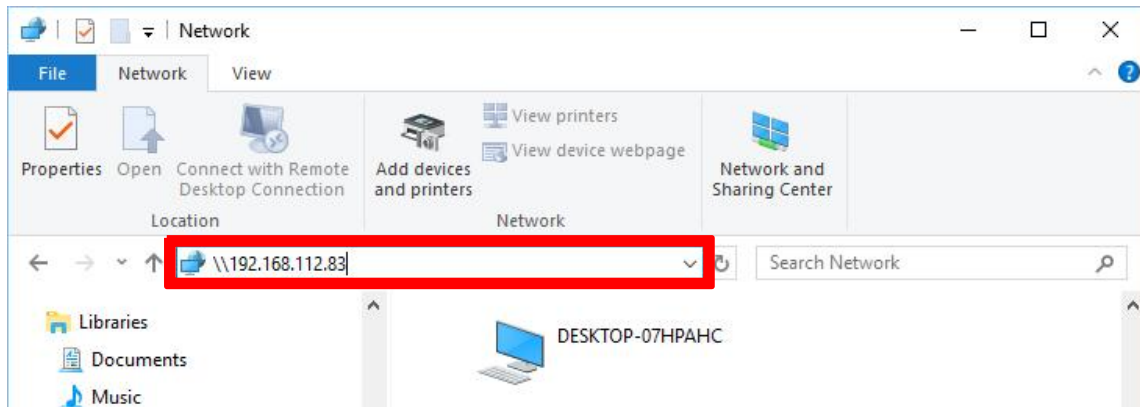 Network
File Network View
Properties Open Connect with Remote Desktop Connection Add devices and printers View printers
View device webpage
Network and Sharing Center
Location Network
\\192.168.112.83 Search Network
Libraries
DESKTOP-07HPAHC
Documents
Music